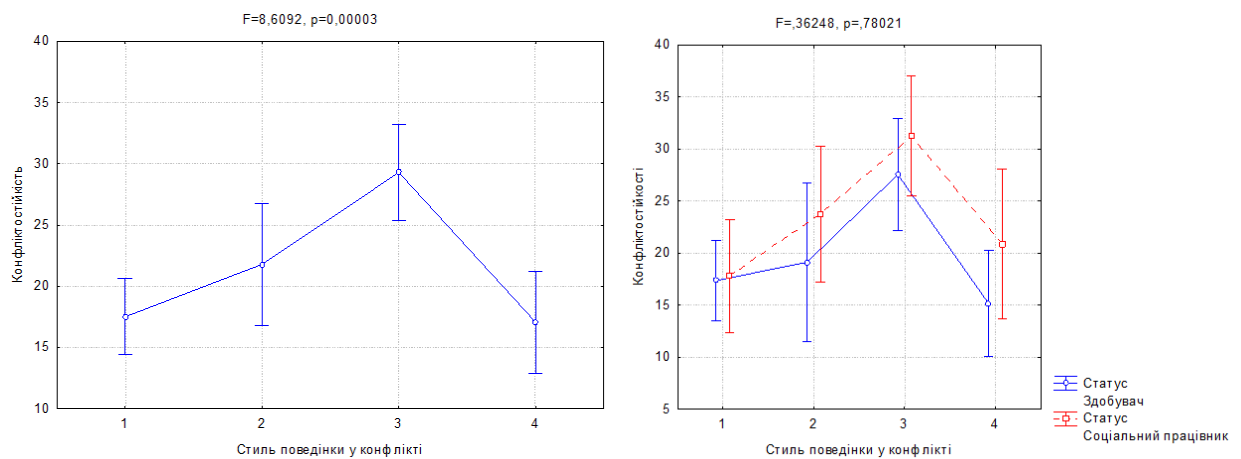 F=8,6092, p=0,00003
40
35
30
25
20
15
10
Конфліктостійкість
1 2 3 4
Стиль поведінки у конфлікті
F=,36248, p=,78021
40
35
30
25
20
15
10
5
Конфліктостійкості
1 2 3 4
Стиль поведінки у конфлікті
Статус
Здобувач
Статус
Соціальний працівник